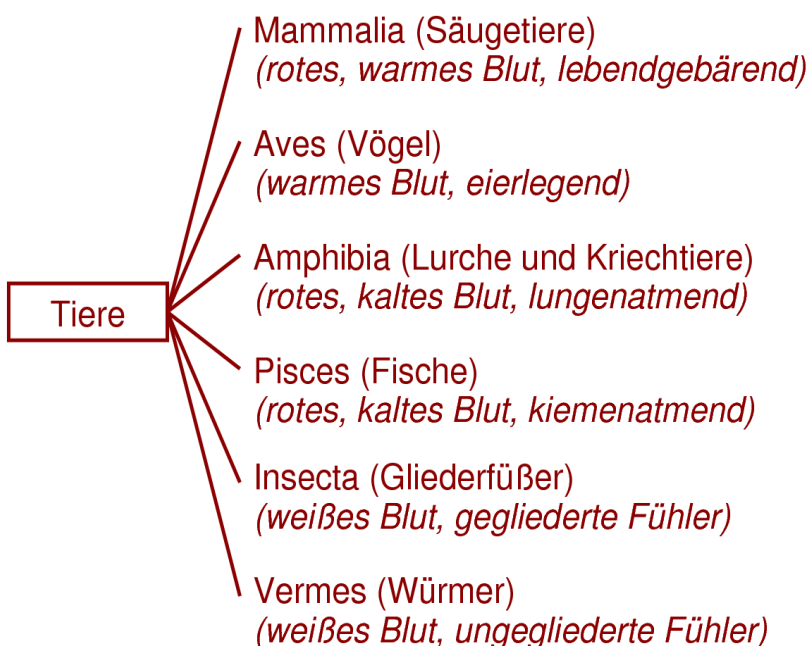 Mammalia (Säugetiere)
(rotes, warmes Blut, lebendgebärend)
Aves (Vögel)
(warmes Blut, eierlegend)
Amphibia (Lurche und Kriechtiere)
(rotes, kaltes Blut, lungenatmend)
Tiere
Pisces (Fische)
(rotes, kaltes Blut, kiemenatmend)
Insecta (Gliederfüßer)
(weißes Blut, gegliederte Fühler)
Vermes (Würmer)
(weißes Blut, ungegliederte Fühler)